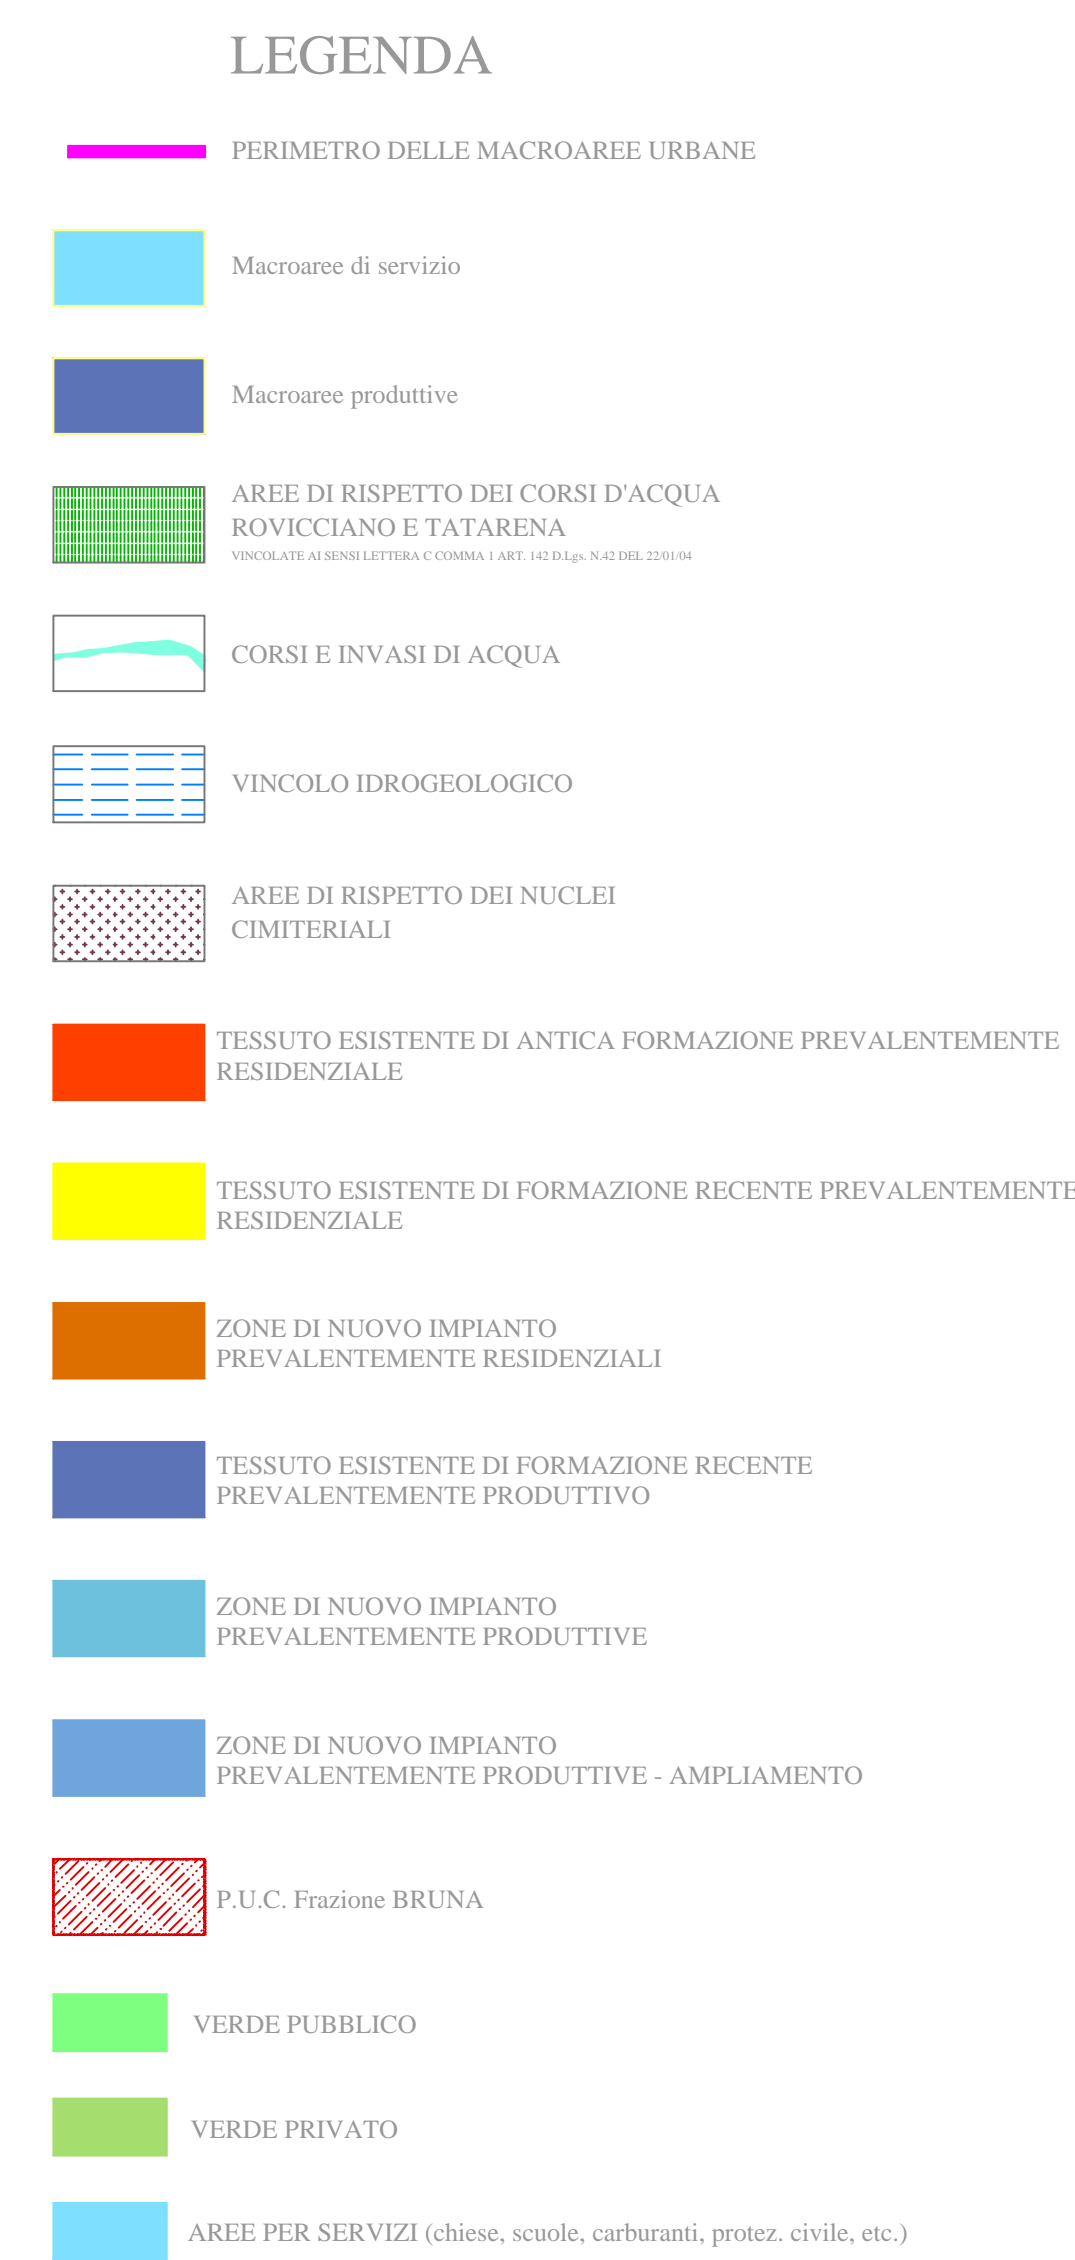 LEGENDA
PERIMETRO DELLE MACROAREE URBANE
Macroaree di servizio
Macroaree produttive
AREE DI RISPETTO DEI CORSI D'ACQUA
ROVICCIANO E TATARENA
VINCOLATE AI SENSI LETTERA C COMMA 1 ART. 142 D.Lgs. N.42 DEL 22/01/04
CORSI E INVASI DI ACQUA
VINCOLO IDROGEOLOGICO
AREE DI RISPETTO DEI NUCLEI
CIMITERIALI
TESSUTO ESISTENTE DI ANTICA FORMAZIONE PREVALENTEMENTE
RESIDENZIALE
TESSUTO ESISTENTE DI FORMAZIONE RECENTE PREVALENTEMENTE
RESIDENZIALE
ZONE DI NUOVO IMPIANTO
PREVALENTEMENTE RESIDENZIALI
TESSUTO ESISTENTE DI FORMAZIONE RECENTE
PREVALENTEMENTE PRODUTTIVO
ZONE DI NUOVO IMPIANTO
PREVALENTEMENTE PRODUTTIVE
ZONE DI NUOVO IMPIANTO
PREVALENTEMENTE PRODUTTIVE - AMPLIAMENTO
P.U.C. Frazione BRUNA
VERDE PUBBLICO
VERDE PRIVATO
AREE PER SERVIZI (chiese, scuole, carburanti, protez. civile, etc.)